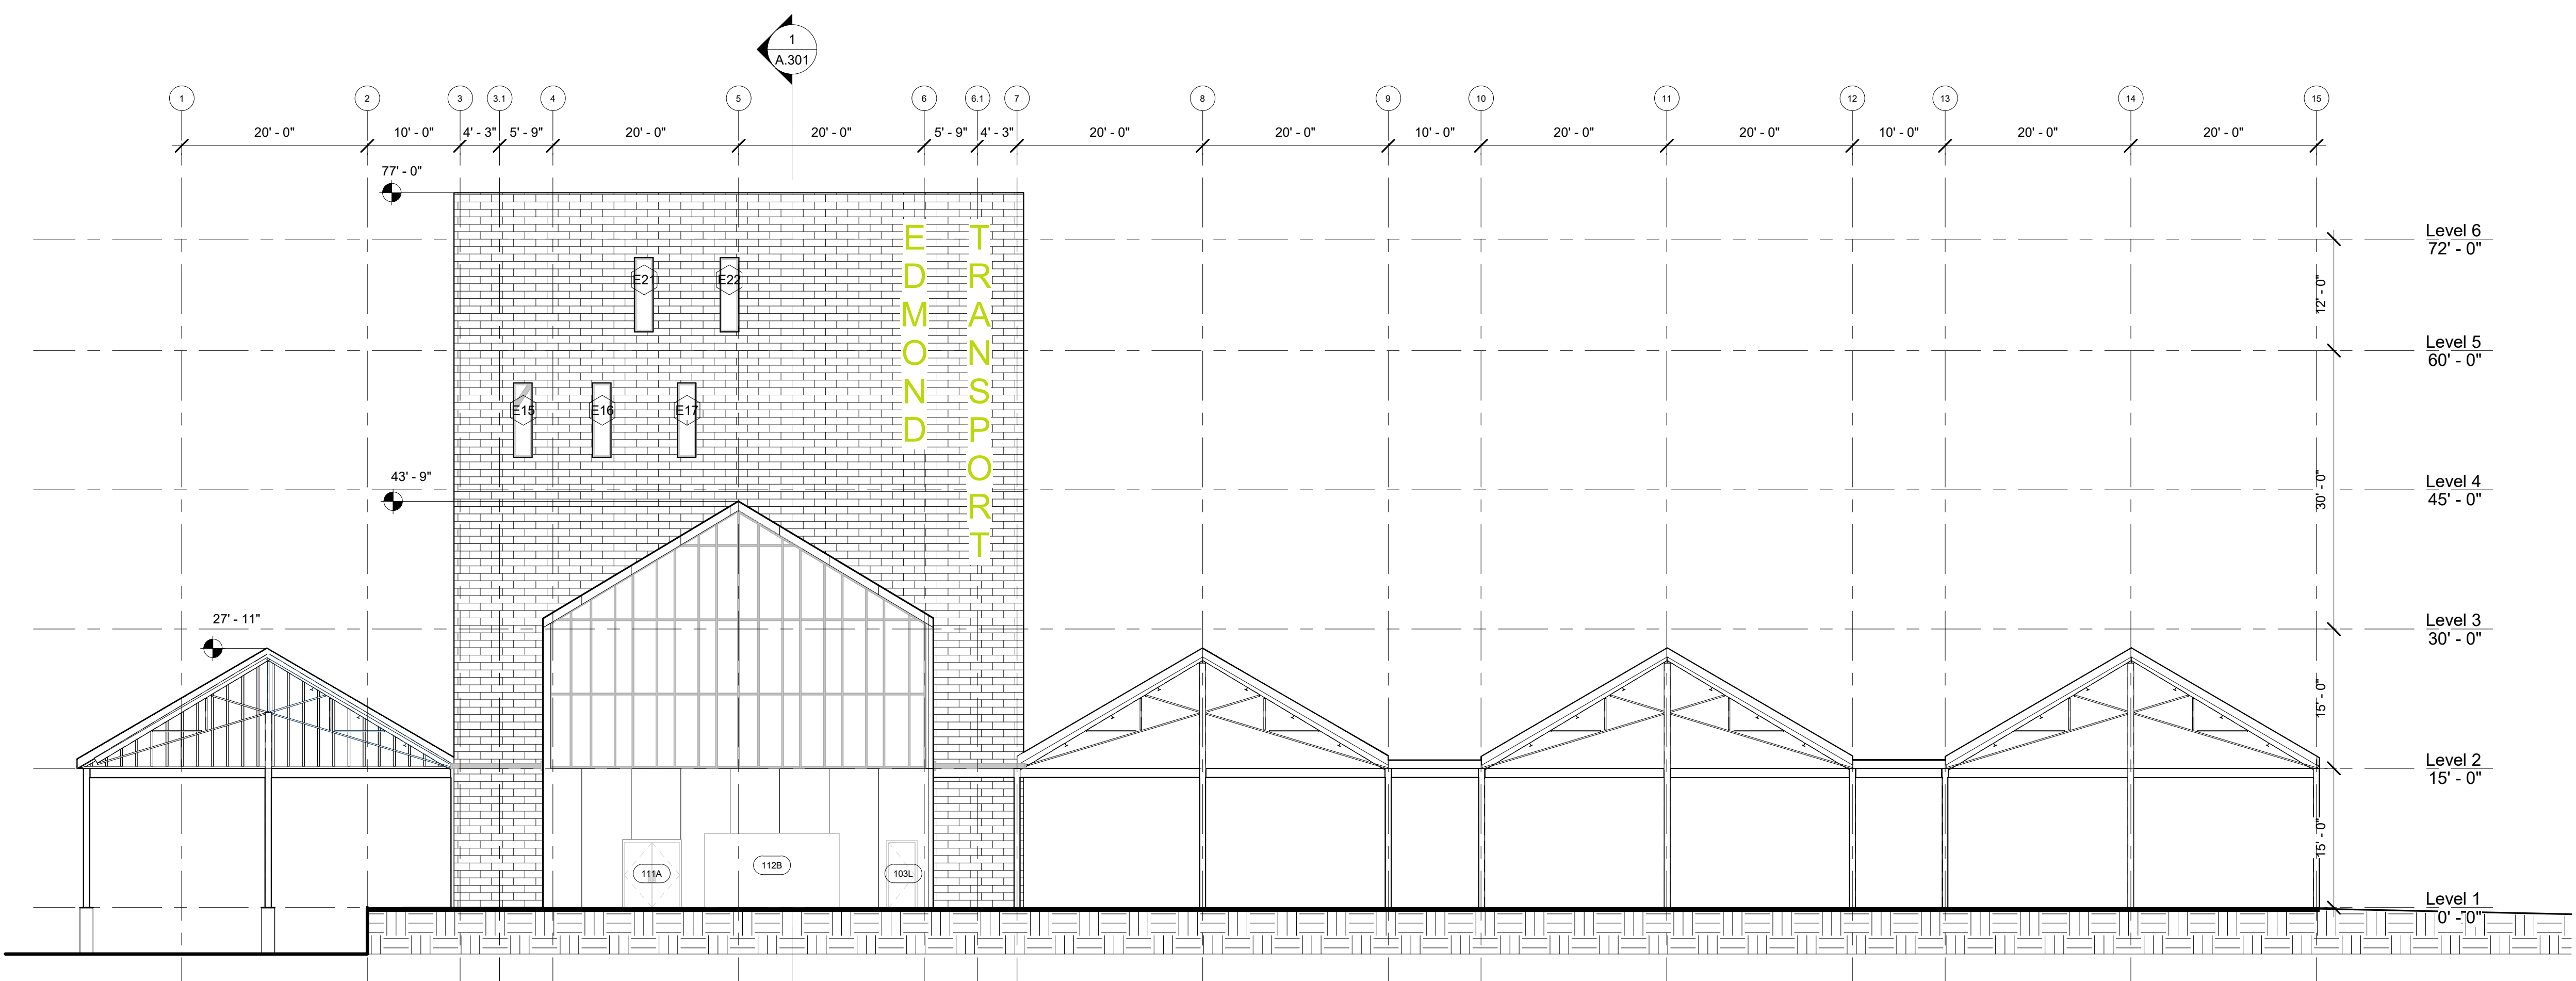 1
A.301
1 2 3 3.1 4 5 6 6.1 7 8 9 10 11 12 13 14 15
20' - 0" 10' - 0" 4' - 3" 5' - 9" 20' - 0" 20' - 0" 5' - 9" 4' - 3" 20' - 0" 20' - 0" 10' - 0" 20' - 0" 20' - 0" 10' - 0" 20' - 0" 20' - 0"
77' - 0"
EDMOND
TRANSPORT
Level 6
72' - 0"
E21 E22
12' - 0"
Level 5
60' - 0"
E15 E16 E17
43' - 9"
Level 4
45' - 0"
30' - 0"
27' - 11"
Level 3
30' - 0"
15' - 0"
Level 2
15' - 0"
15' - 0"
111A 112B 103L
Level 1
0' - 0"